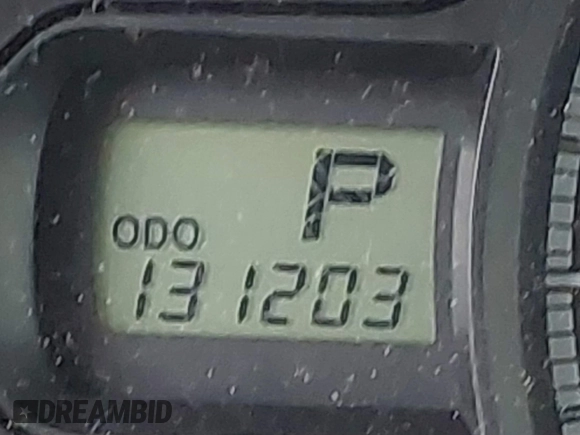 P
ODO
131203
DREAMBID